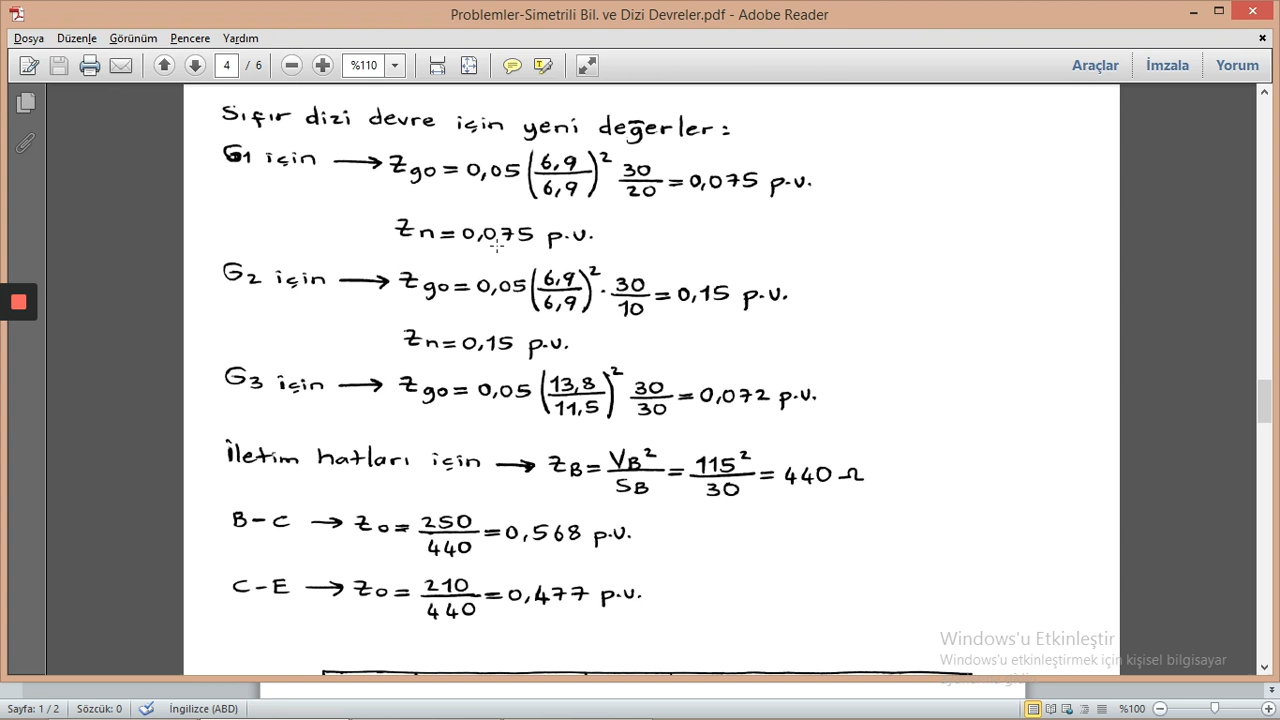 Problemler-Simetrili Bil. ve Dizi Devreler.pdf - Adobe Reader
Dosya Düzenle Görünüm Pencere Yardım
4 / 6 %110 Araçlar İmzala Yorum
Sıfır dizi devre için yeni değerler:
G1 için → Zgo = 0,05 (6,9/6,9)² 30/20 = 0,075 p.u.
Zn = 0,075 p.u.
G2 için → Zgo = 0,05 (6,9/6,9)² · 30/10 = 0,15 p.u.
Zn = 0,15 p.u.
G3 için → Zgo = 0,05 (13,8/11,5)² 30/30 = 0,072 p.u.
İletim hatları için → ZB = VB²/SB = 115²/30 = 440 Ω
B-C → Zo = 250/440 = 0,568 p.u.
C-E → Zo = 210/440 = 0,477 p.u.
Windows'u Etkinleştir
Windows'u etkinleştirmek için kişisel bilgisayar
Sayfa: 1 / 2 Sözcük: 0 İngilizce (ABD) %100